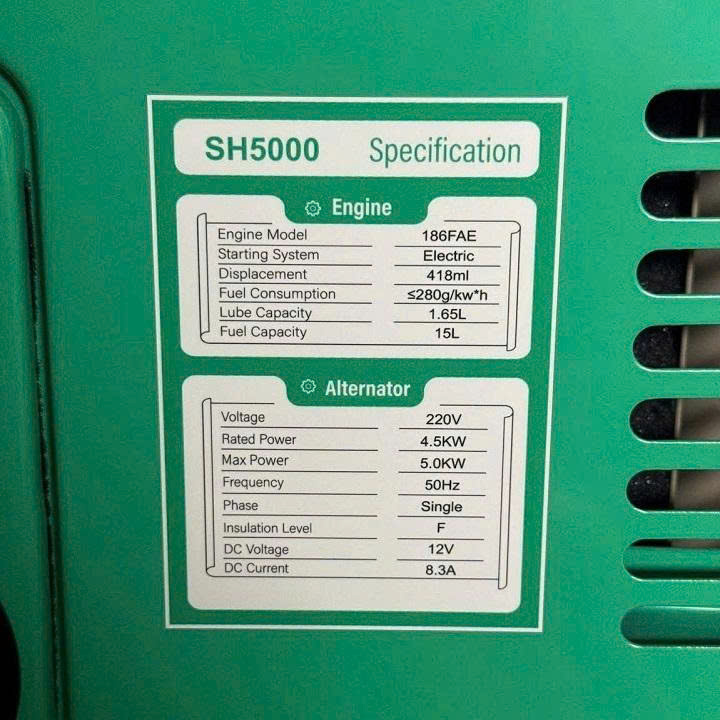 SH5000 Specification
Engine
Engine Model 186FAE
Starting System Electric
Displacement 418ml
Fuel Consumption ≤280g/kw*h
Lube Capacity 1.65L
Fuel Capacity 15L
Alternator
Voltage 220V
Rated Power 4.5KW
Max Power 5.0KW
Frequency 50Hz
Phase Single
Insulation Level F
DC Voltage 12V
DC Current 8.3A